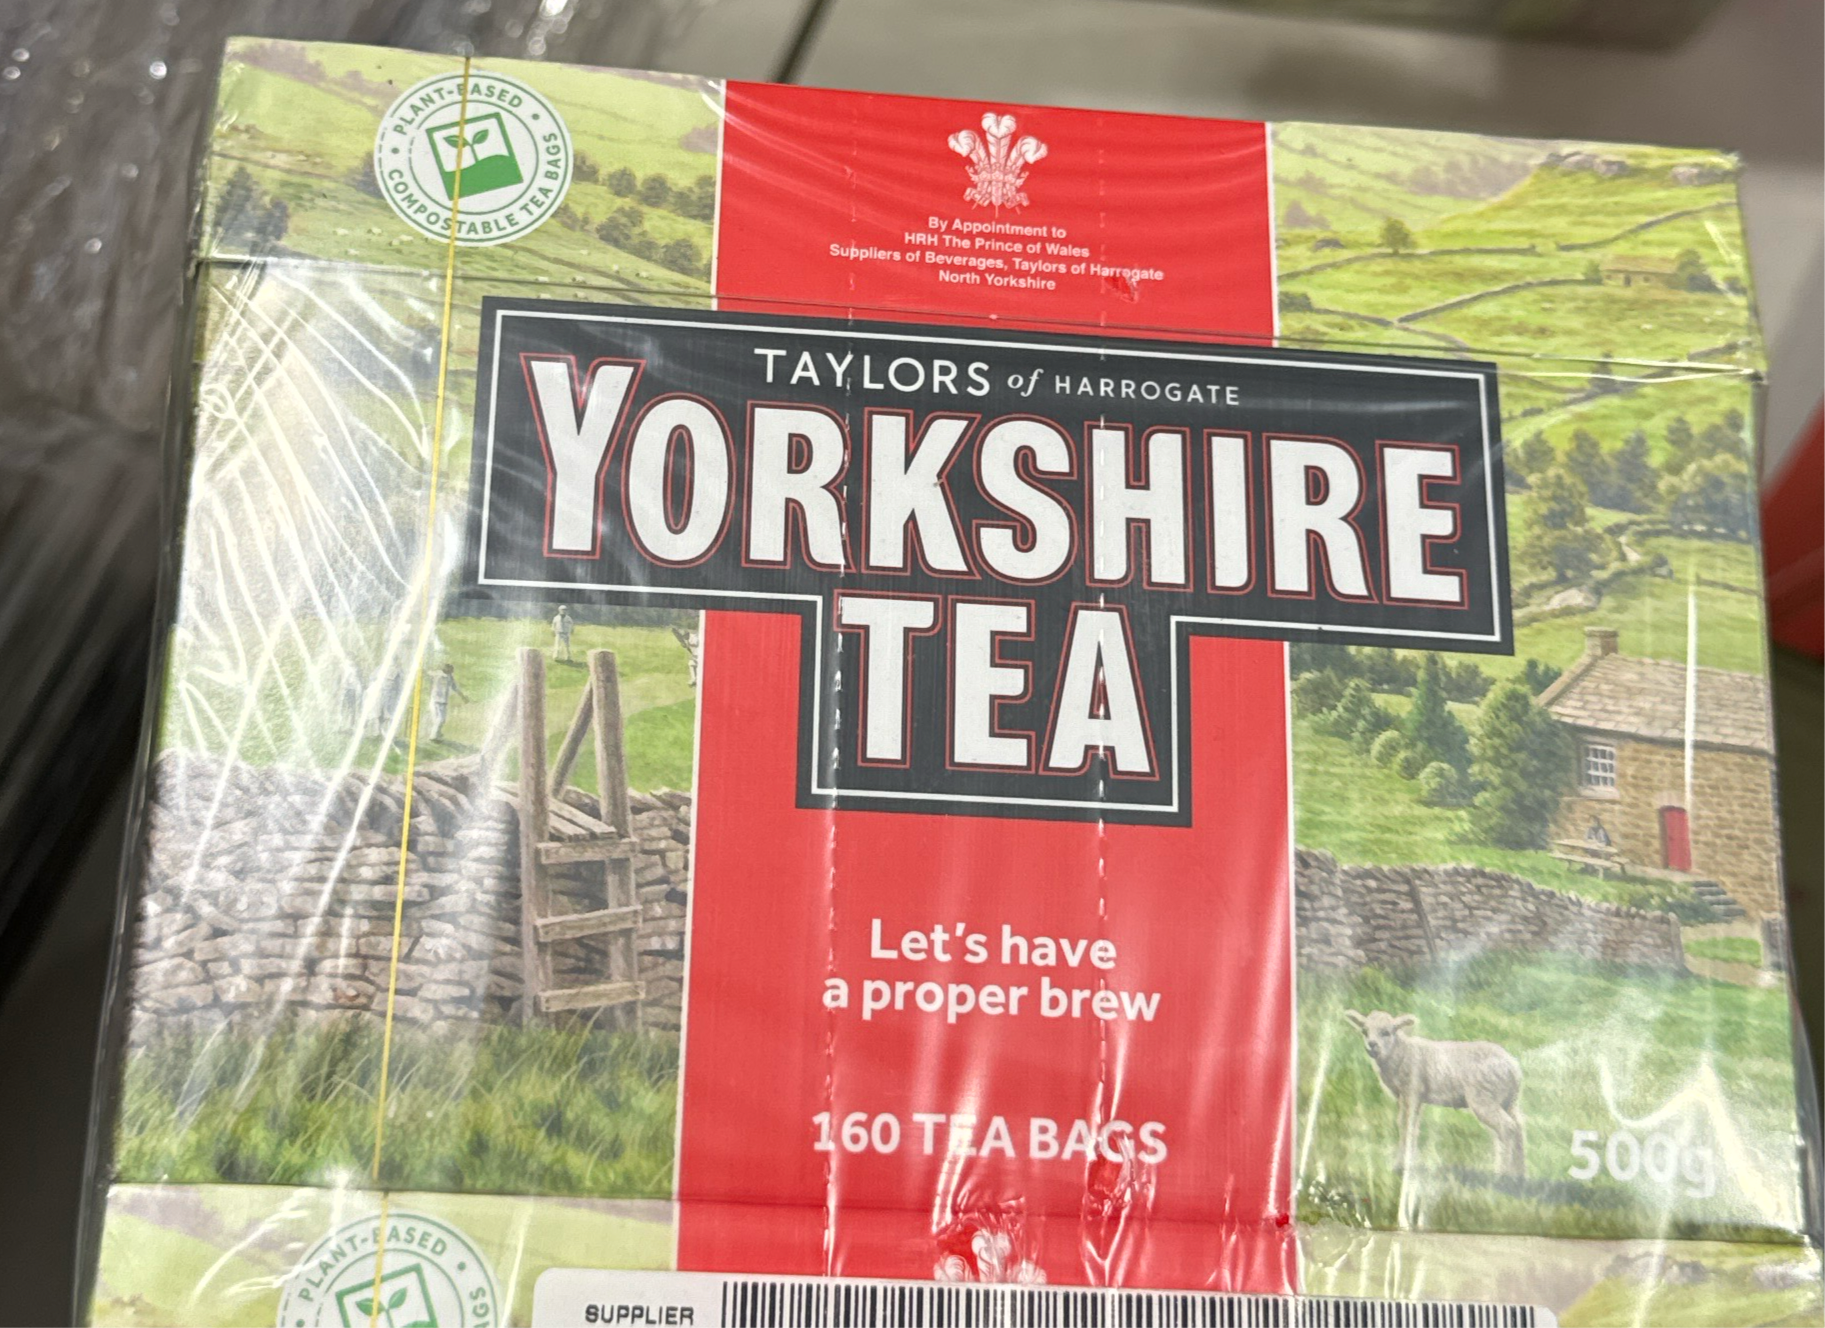 PLANT-BASED
COMPOSTABLE TEA BAGS
By Appointment to
HRH The Prince of Wales
Suppliers of Beverages, Taylors of Harrogate
North Yorkshire
TAYLORS of HARROGATE
YORKSHIRE
TEA
Let's have
a proper brew
160 TEA BAGS
500g
PLANT-BASED
BAGS
SUPPLIER